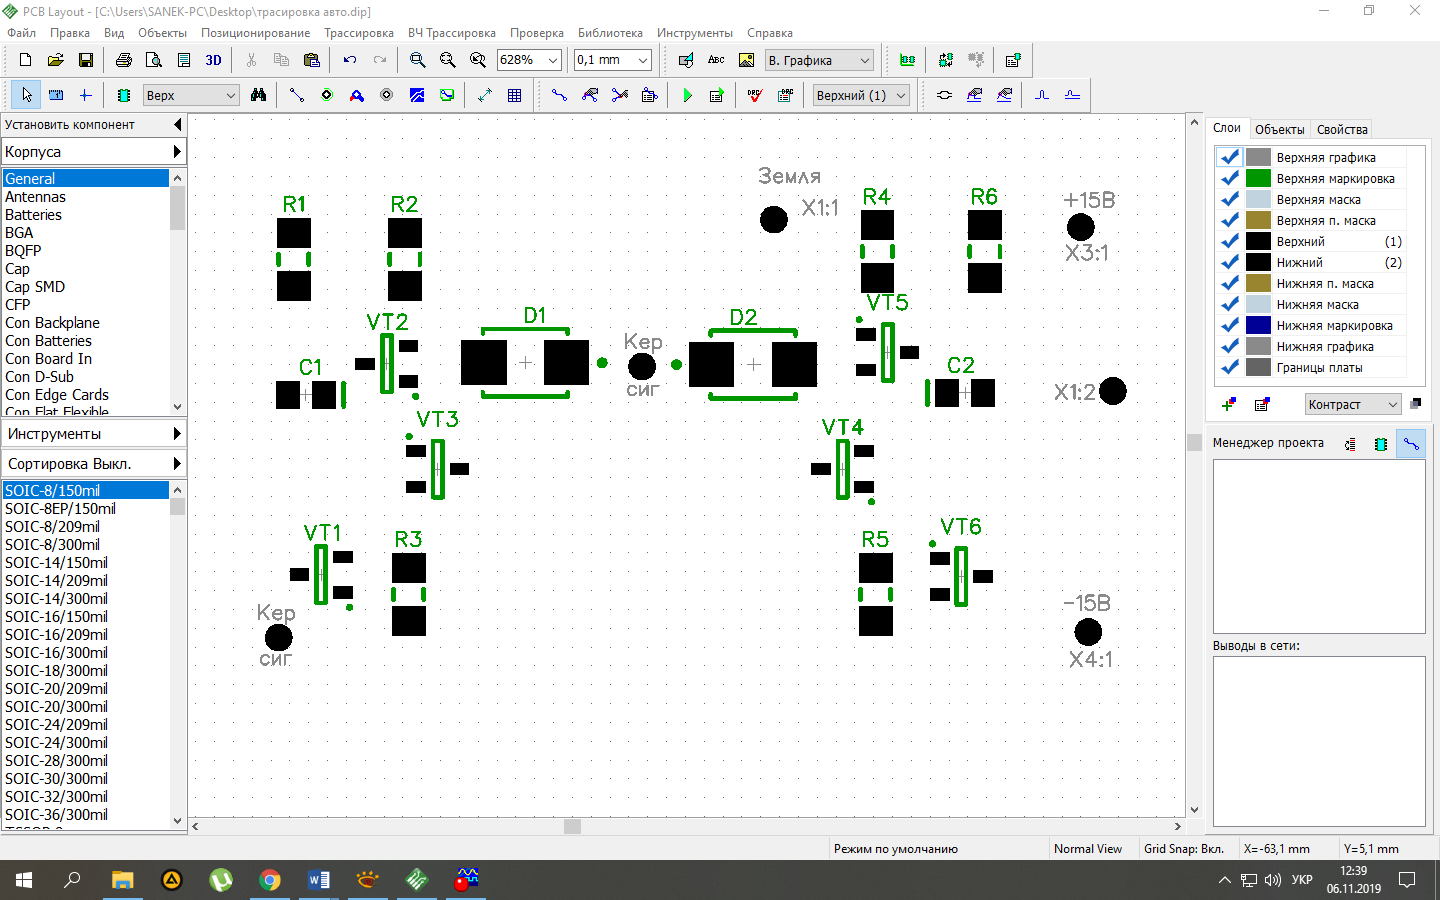 PCB Layout - [C:\Users\SANEK-PC\Desktop\трасировка авто.dip]
Файл Правка Вид Объекты Позиционирование Трассировка ВЧ Трассировка Проверка Библиотека Инструменты Справка
3D 628% 0,1 mm ABC В. Графика
Верх DRC DRC Верхний (1)
Установить компонент
Корпуса
General
Antennas
Batteries
BGA
BQFP
Cap
Cap SMD
CFP
Con Backplane
Con Batteries
Con Board In
Con D-Sub
Con Edge Cards
Con Flat Flexible
Инструменты
Сортировка Выкл.
SOIC-8/150mil
SOIC-8EP/150mil
SOIC-8/209mil
SOIC-8/300mil
SOIC-14/150mil
SOIC-14/209mil
SOIC-14/300mil
SOIC-16/150mil
SOIC-16/209mil
SOIC-16/300mil
SOIC-18/300mil
SOIC-20/209mil
SOIC-20/300mil
SOIC-24/209mil
SOIC-24/300mil
SOIC-28/300mil
SOIC-30/300mil
SOIC-32/300mil
SOIC-36/300mil
Земля
R1 R2 X1:1 R4 R6 +15В
X3:1
VT2 D1 D2 VT5
Кер
сиг
C1 C2
X1:2
VT3 VT4
VT1 R3 R5 VT6
Кер
сиг
-15В
X4:1
Слои Объекты Свойства
Верхняя графика
Верхняя маркировка
Верхняя маска
Верхняя п. маска
Верхний (1)
Нижний (2)
Нижняя п. маска
Нижняя маска
Нижняя маркировка
Нижняя графика
Границы платы
Контраст
Менеджер проекта
Выводы в сети:
Режим по умолчанию Normal View Grid Snap: Вкл. X=-63,1 mm Y=5,1 mm
УКР 12:39
06.11.2019